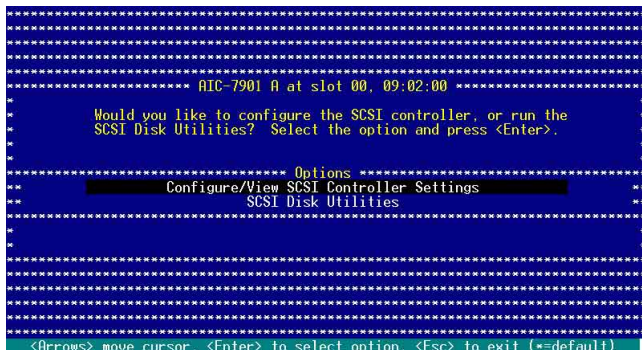 AIC-7901 A at slot 00, 09:02:00
Would you like to configure the SCSI controller, or run the
SCSI Disk Utilities? Select the option and press <Enter>.
Options
Configure/View SCSI Controller Settings
SCSI Disk Utilities
<Arrows> move cursor, <Enter> to select option, <Esc> to exit (*=default)